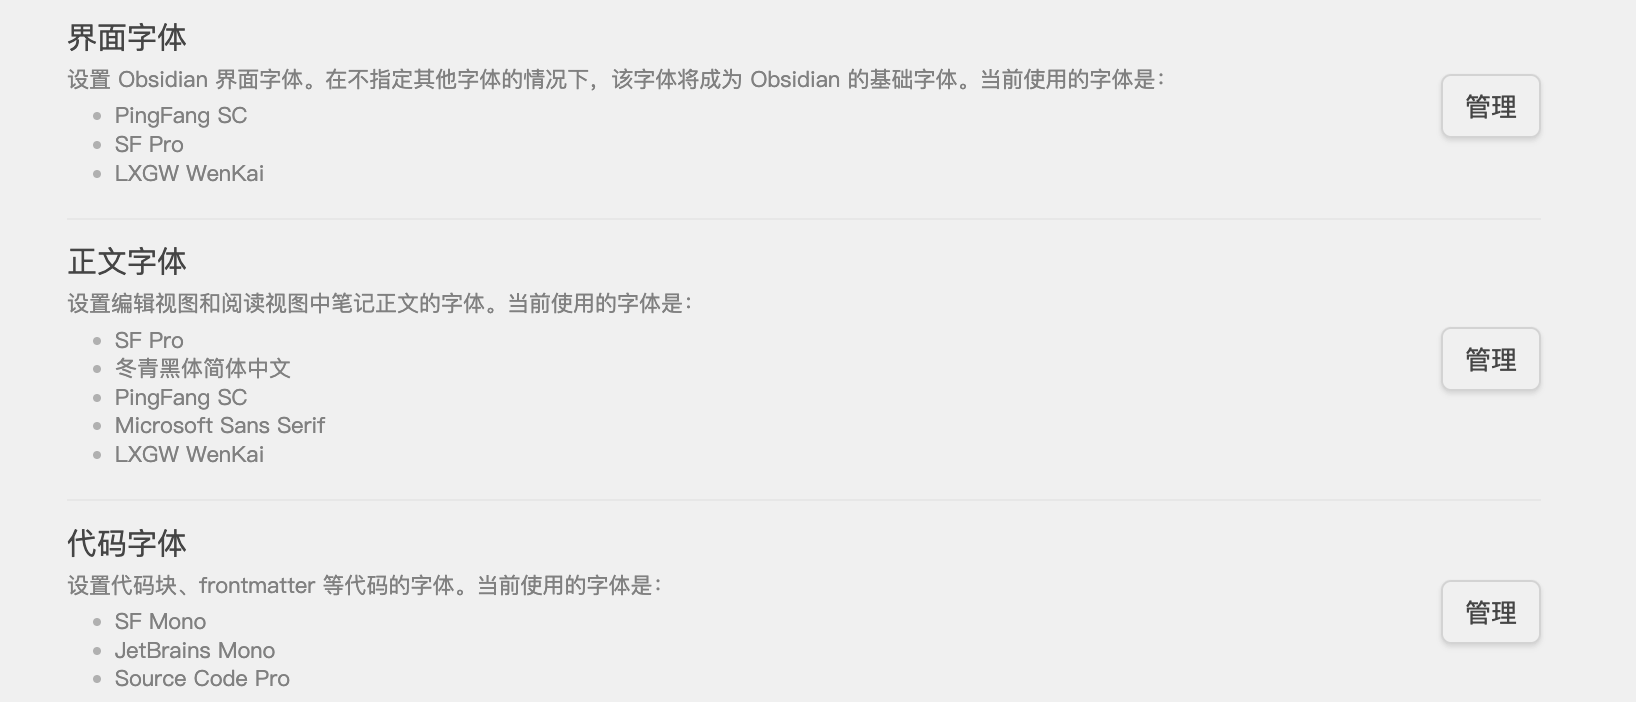 界面字体
设置 Obsidian 界面字体。在不指定其他字体的情况下，该字体将成为 Obsidian 的基础字体。当前使用的字体是：
PingFang SC
SF Pro
LXGW WenKai
管理
正文字体
设置编辑视图和阅读视图中笔记正文的字体。当前使用的字体是：
SF Pro
冬青黑体简体中文
PingFang SC
Microsoft Sans Serif
LXGW WenKai
管理
代码字体
设置代码块、frontmatter 等代码的字体。当前使用的字体是：
SF Mono
JetBrains Mono
Source Code Pro
管理